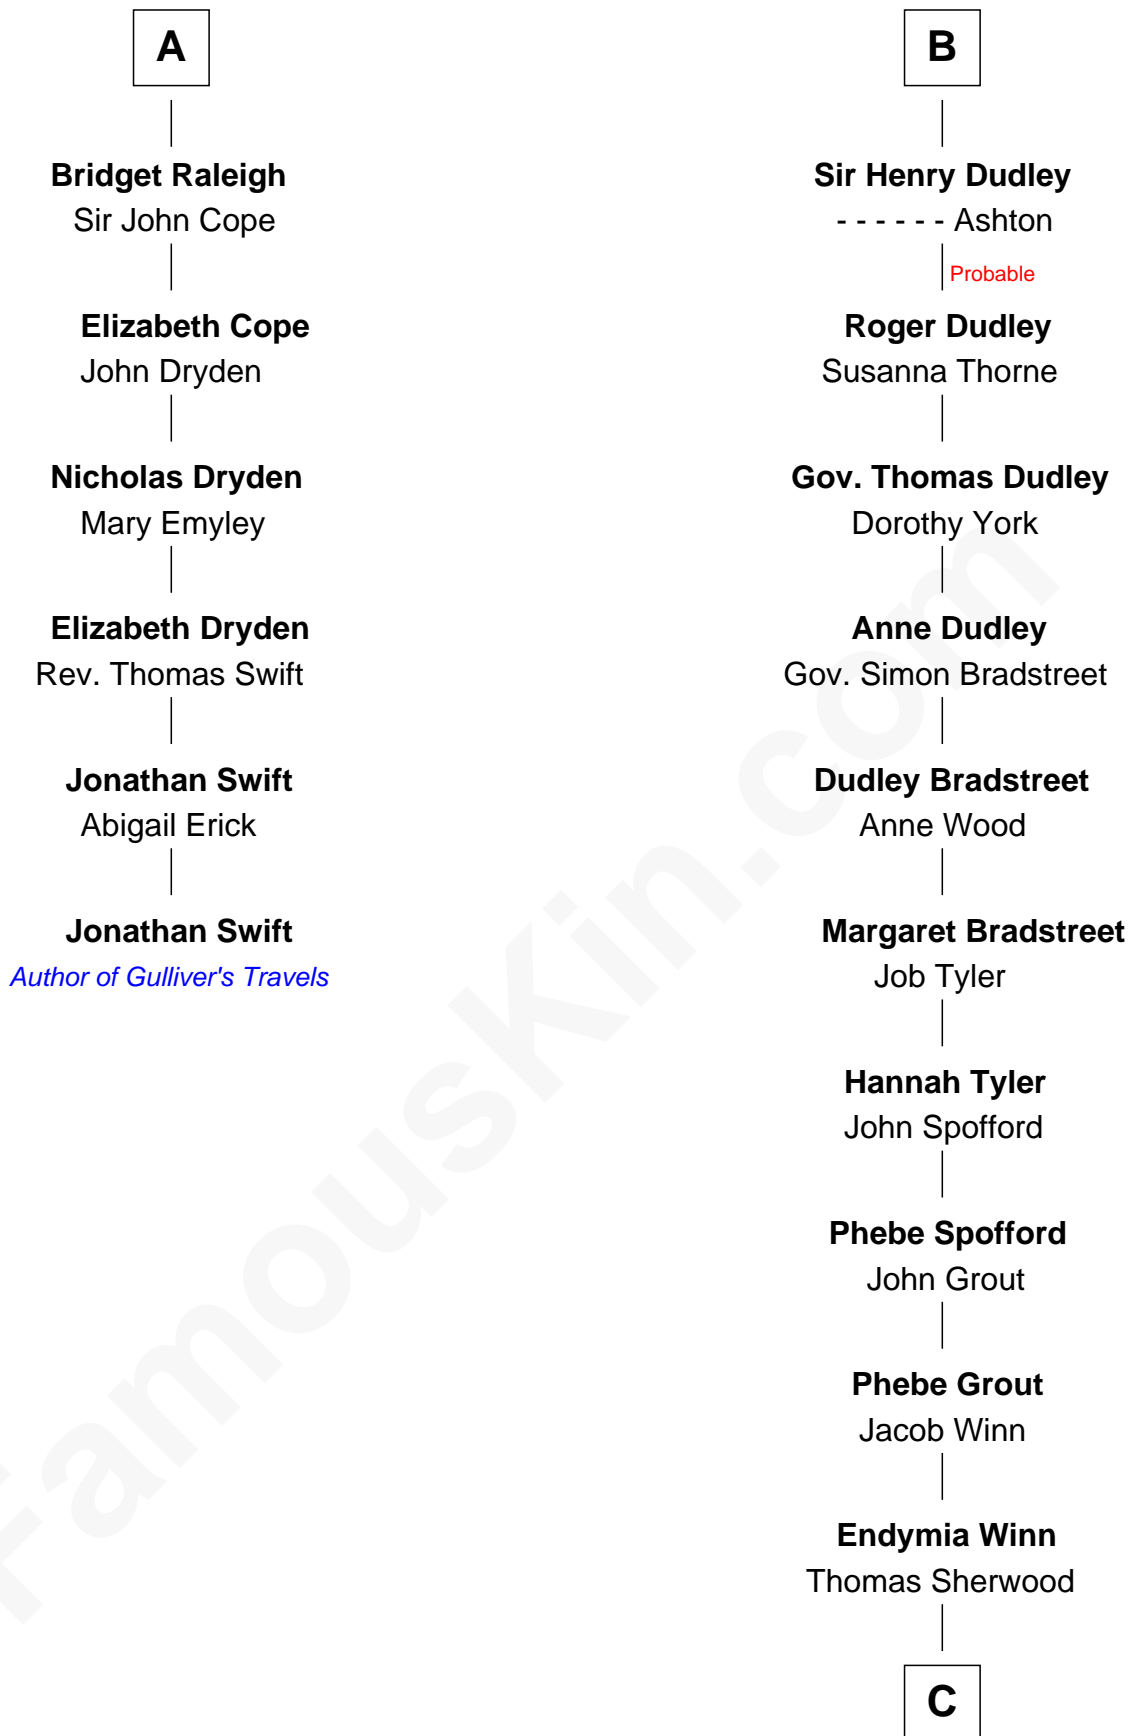 A
Bridget Raleigh
Sir John Cope
Elizabeth Cope
John Dryden
Nicholas Dryden
Mary Emyley
Elizabeth Dryden
Rev. Thomas Swift
Jonathan Swift
Abigail Erick
Jonathan Swift
Author of Gulliver's Travels
B
Sir Henry Dudley
- - - - - - Ashton
Probable
Roger Dudley
Susanna Thorne
Gov. Thomas Dudley
Dorothy York
Anne Dudley
Gov. Simon Bradstreet
Dudley Bradstreet
Anne Wood
Margaret Bradstreet
Job Tyler
Hannah Tyler
John Spofford
Phebe Spofford
John Grout
Phebe Grout
Jacob Winn
Endymia Winn
Thomas Sherwood
C
FamousKin.com